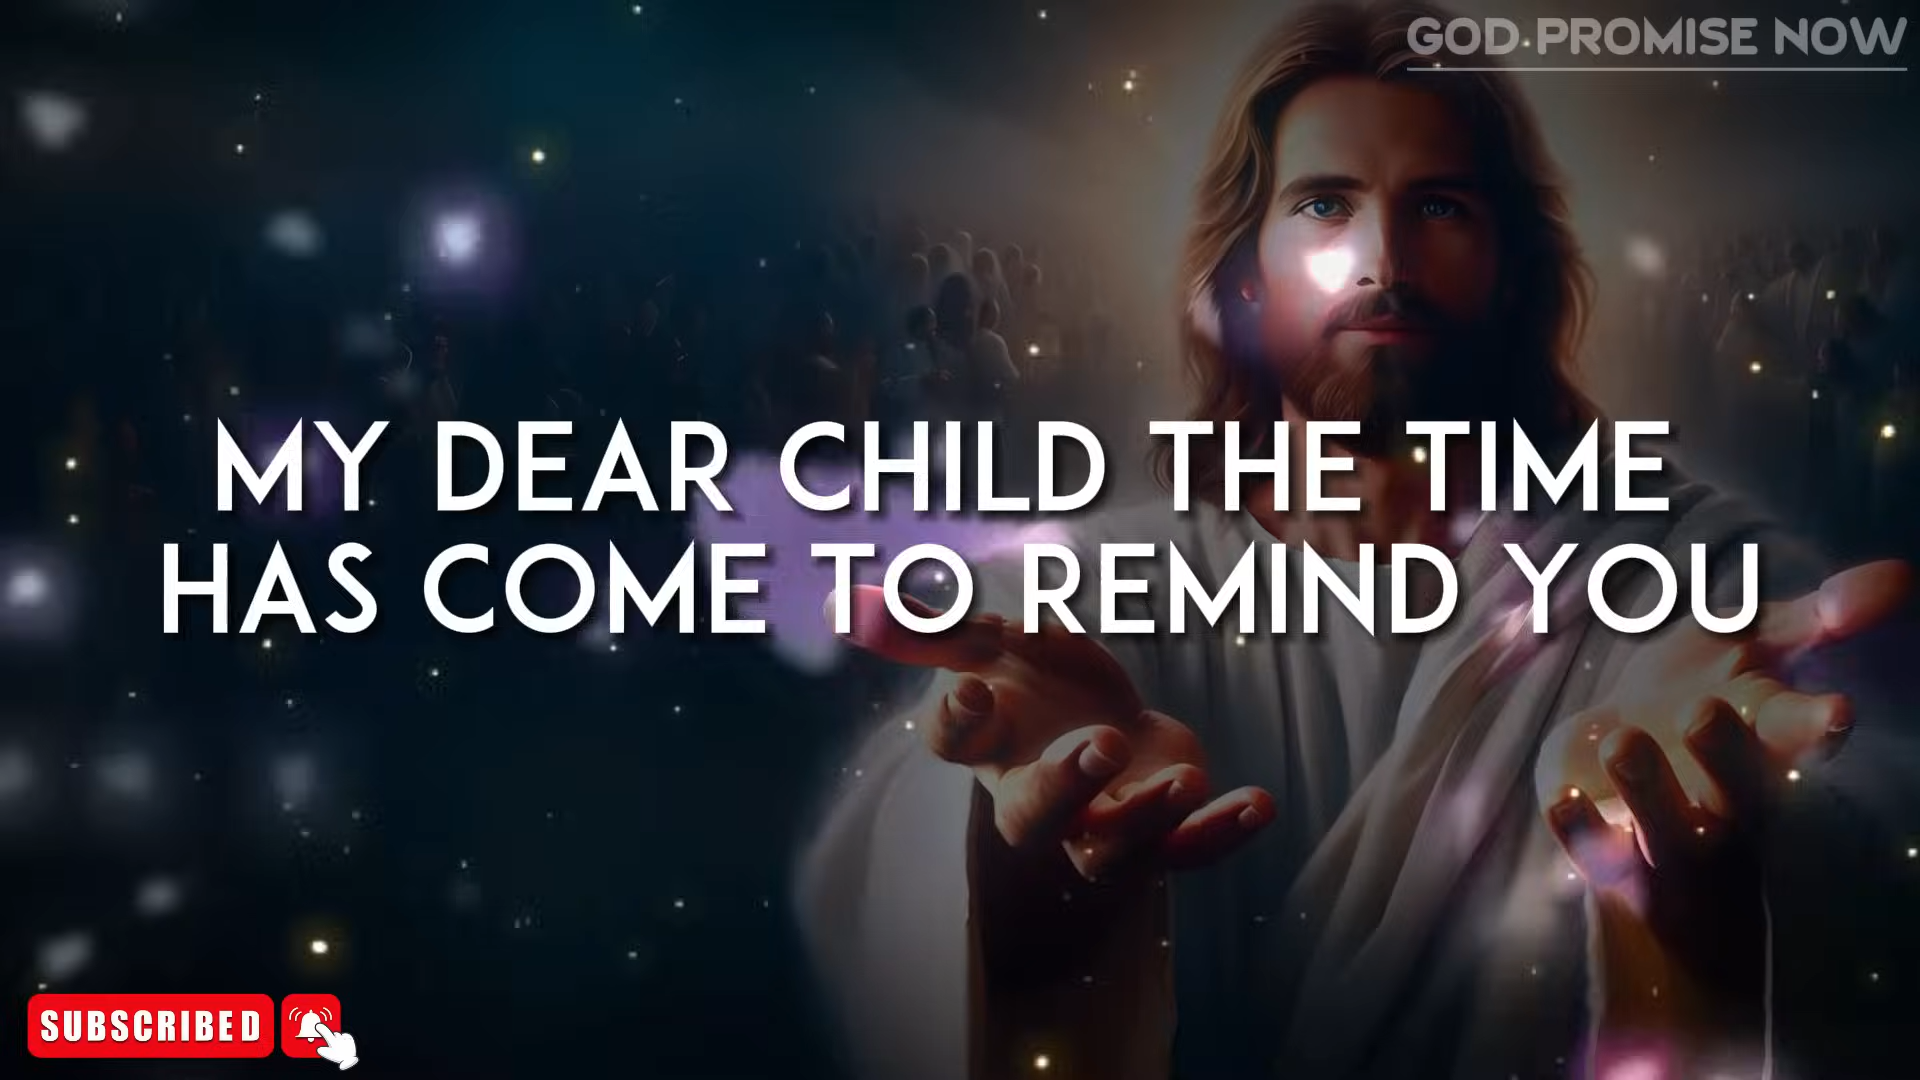 GOD PROMISE NOW
MY DEAR CHILD THE TIME
HAS COME TO REMIND YOU
SUBSCRIBED